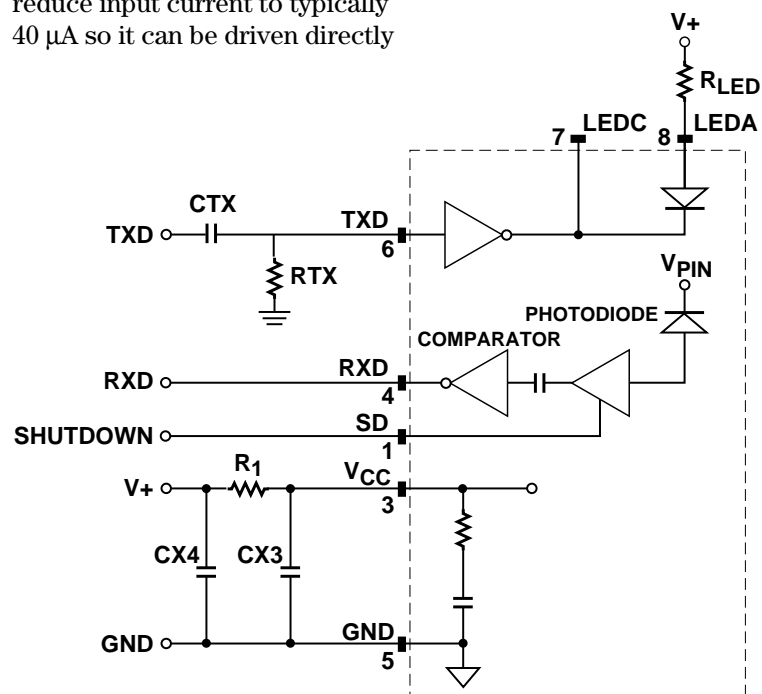 reduce input current to typically
40 µA so it can be driven directly
V+
RLED
7 LEDC
8 LEDA
CTX
TXD
TXD
6
RTX
VPIN
PHOTODIODE
COMPARATOR
RXD
RXD
4
SHUTDOWN
SD
1
V+
R1
VCC
3
CX4
CX3
GND
GND
5